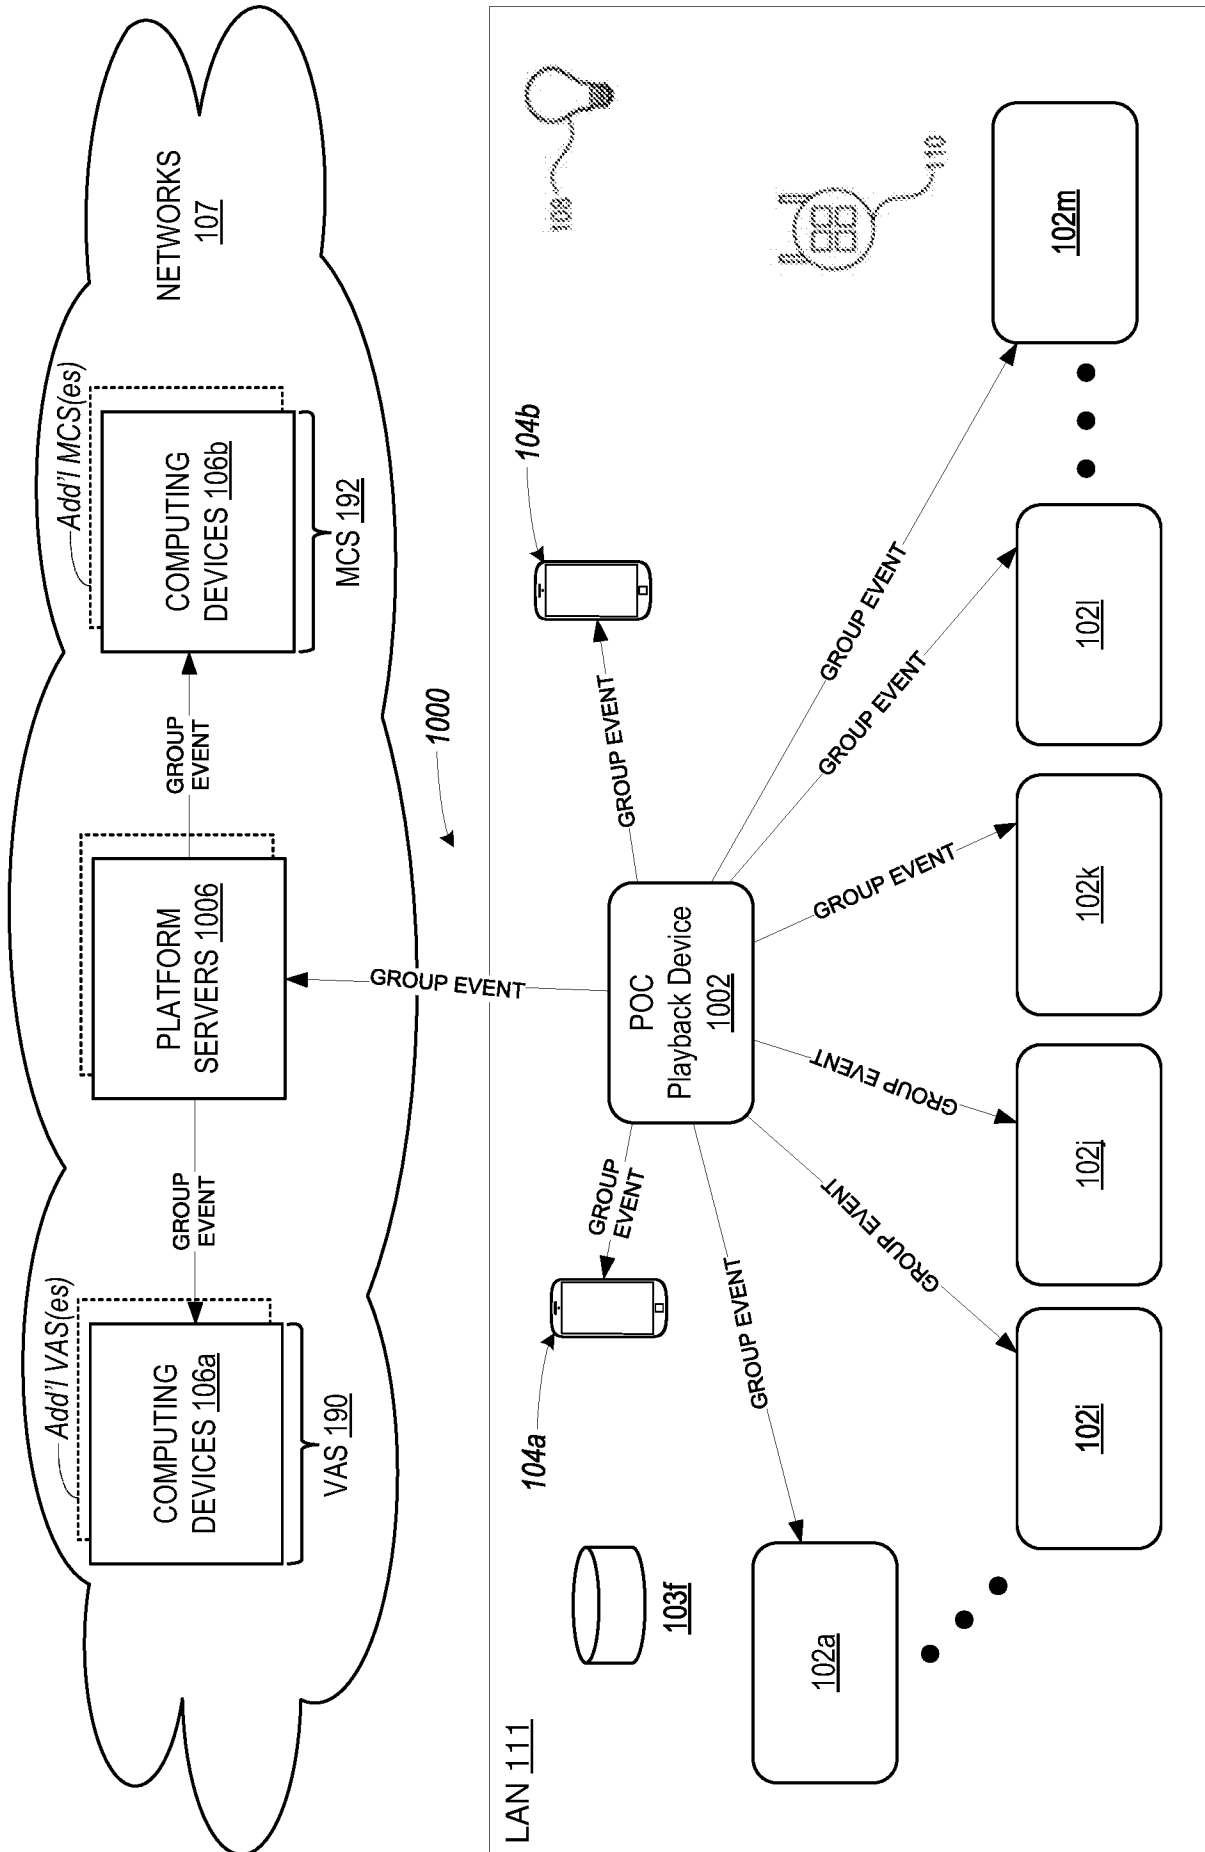 NETWORKS
107
Add'l VAS(es)
COMPUTING
DEVICES 106a
VAS 190
GROUP
EVENT
PLATFORM
SERVERS 1006
GROUP
EVENT
Add'l MCS(es)
COMPUTING
DEVICES 106b
MCS 192
1000
GROUP EVENT
LAN 111
103f
104a
GROUP
EVENT
POC
Playback Device
1002
GROUP EVENT
104b
108
110
102a
GROUP EVENT
GROUP EVENT
GROUP EVENT
GROUP EVENT
GROUP EVENT
GROUP EVENT
102i
102j
102k
102l
102m